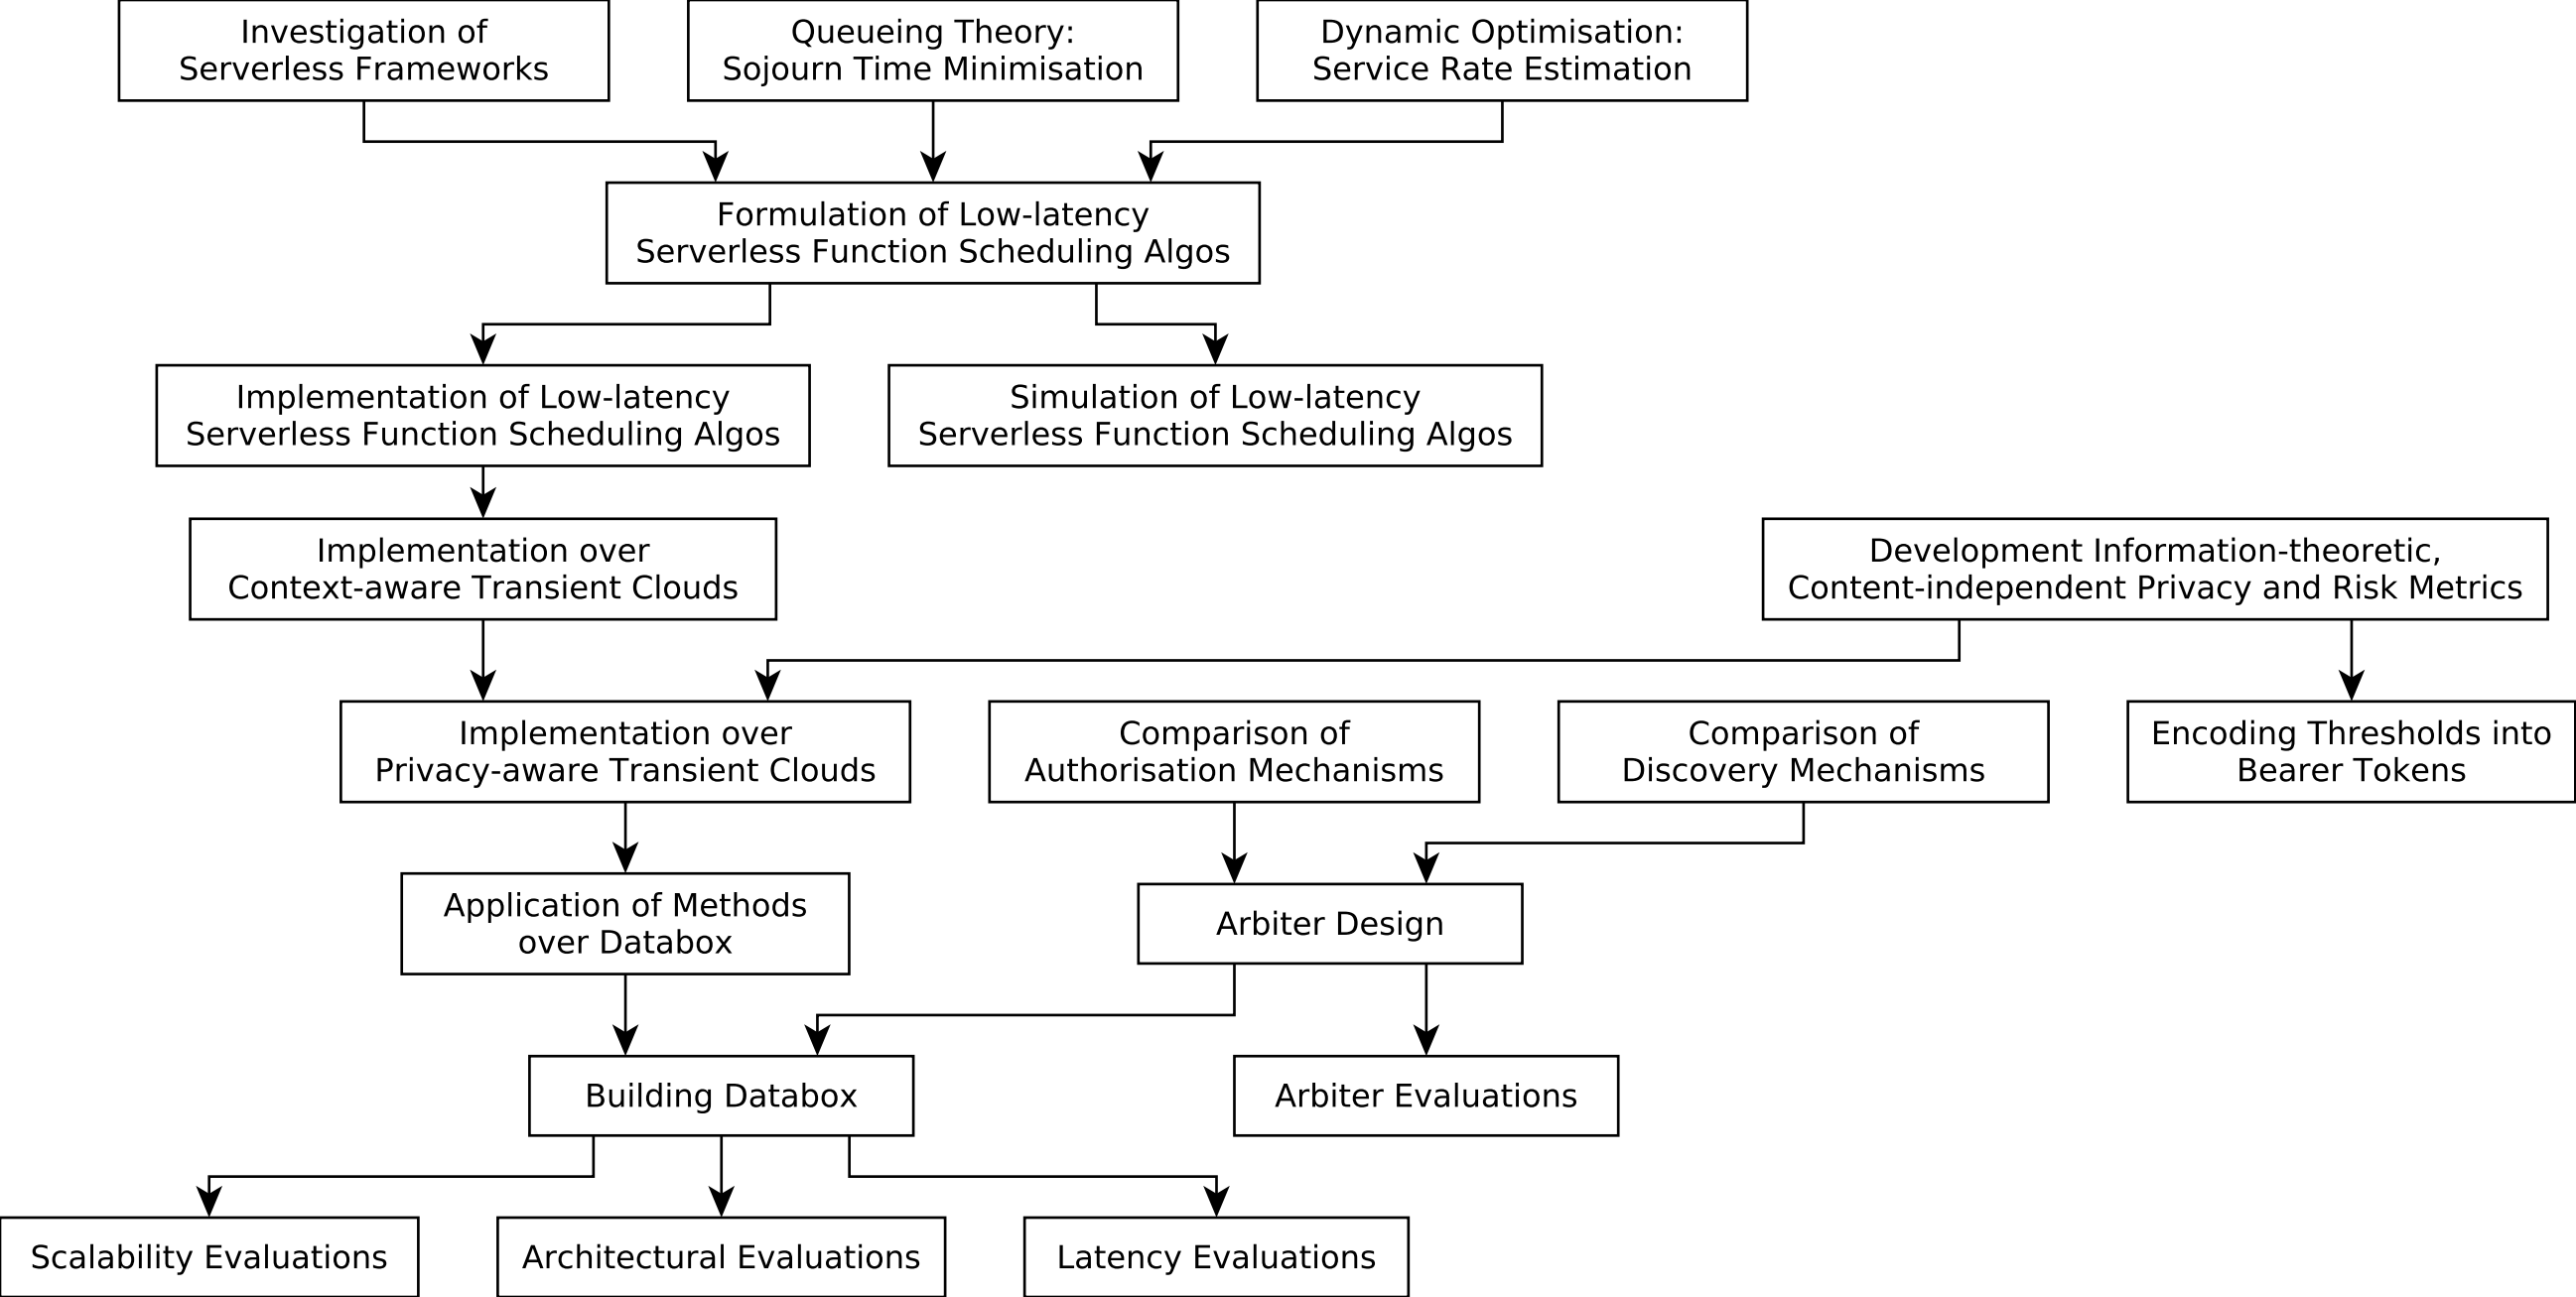 Investigation of
Serverless Frameworks
Queueing Theory:
Sojourn Time Minimisation
Dynamic Optimisation:
Service Rate Estimation
Formulation of Low-latency
Serverless Function Scheduling Algos
Implementation of Low-latency
Serverless Function Scheduling Algos
Simulation of Low-latency
Serverless Function Scheduling Algos
Implementation over
Context-aware Transient Clouds
Development Information-theoretic,
Content-independent Privacy and Risk Metrics
Implementation over
Privacy-aware Transient Clouds
Comparison of
Authorisation Mechanisms
Comparison of
Discovery Mechanisms
Encoding Thresholds into
Bearer Tokens
Application of Methods
over Databox
Arbiter Design
Building Databox
Arbiter Evaluations
Scalability Evaluations
Architectural Evaluations
Latency Evaluations